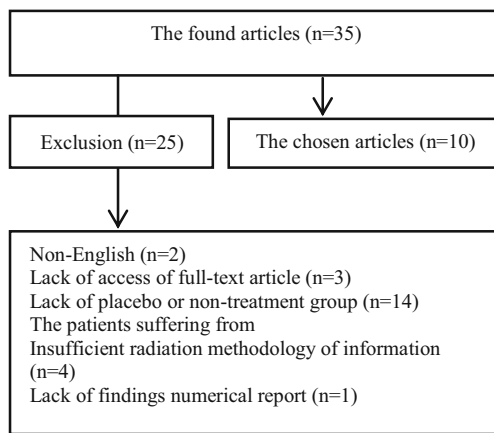 The found articles (n=35)
Exclusion (n=25)
The chosen articles (n=10)
Non-English (n=2)
Lack of access of full-text article (n=3)
Lack of placebo or non-treatment group (n=14)
The patients suffering from
Insufficient radiation methodology of information
(n=4)
Lack of findings numerical report (n=1)